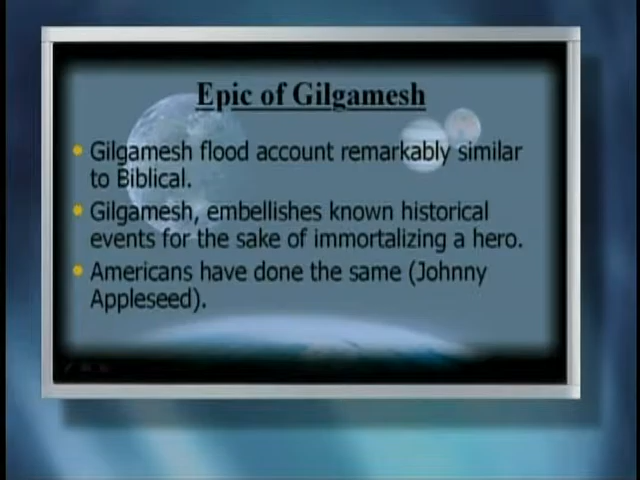 Epic of Gilgamesh
• Gilgamesh flood account remarkably similar
to Biblical.
• Gilgamesh, embellishes known historical
events for the sake of immortalizing a hero.
• Americans have done the same (Johnny
Appleseed).